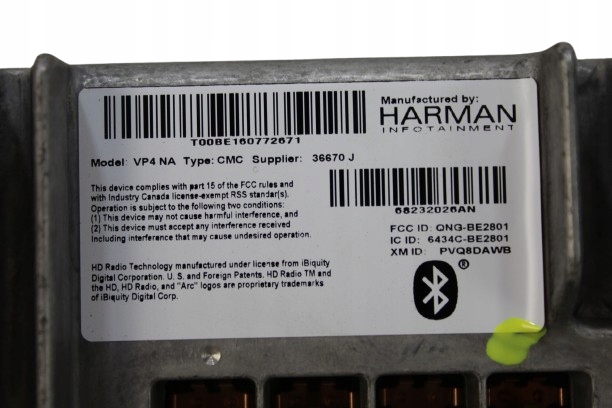 T00BE160772671
Manufactured by:
HARMAN
INFOTAINMENT
Model: VP4 NA Type: CMC Supplier: 36670 J
This device complies with part 15 of the FCC rules and
with Industry Canada license-exempt RSS standar(s).
Operation is subject to the following two conditions:
(1) This may device not cause harmful interference, and
(2) This device must accept any interference received
Including interference that may cause undesired operation.
68232026AN
FCC ID: QNG-BE2801
IC ID: 6434C-BE2801
XM ID: PVQ8DAWB
HD Radio Technology manufactured under license from iBiquity
Digital Corporation. U. S. and Foreign Patents. HD Radio TM and
the HD, HD Radio, and "Arc" logos are proprietary trademarks
of iBiquity Digital Corp.
®